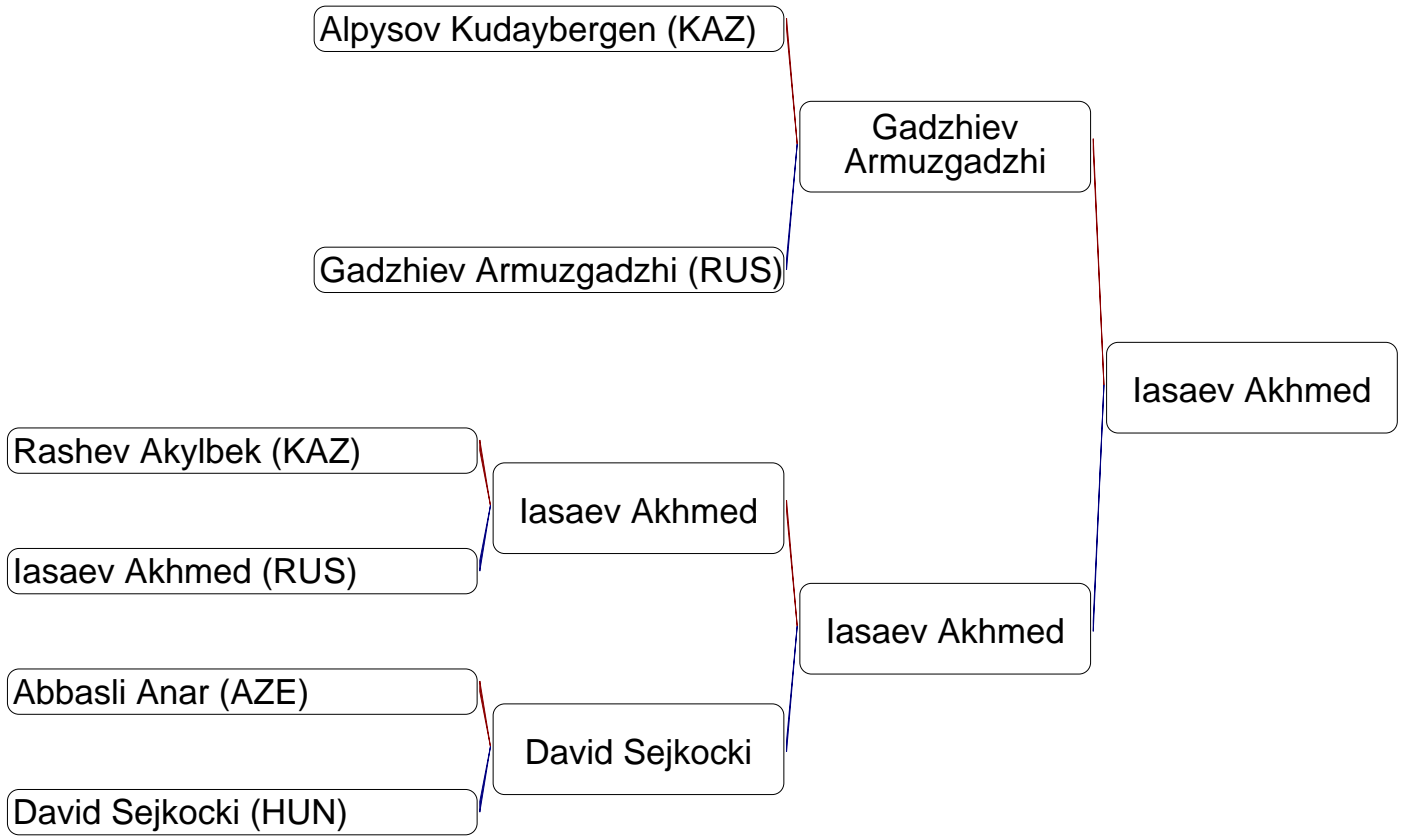 Alpysov Kudaybergen (KAZ)
Gadzhiev
Armuzgadzhi
Gadzhiev Armuzgadzhi (RUS)
Iasaev Akhmed
Rashev Akylbek (KAZ)
Iasaev Akhmed
Iasaev Akhmed (RUS)
Iasaev Akhmed
Abbasli Anar (AZE)
David Sejkocki
David Sejkocki (HUN)